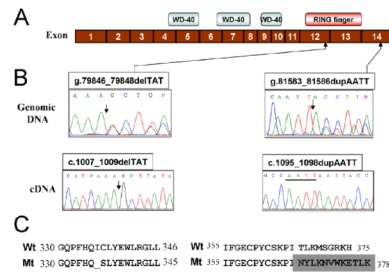 A
WD-40 WD-40 WD-40 RING finger
Exon 1 2 3 4 5 6 7 8 9 10 11 12 13 14
B
g.79846_79848delTAT g.81583_81586dupAATT
Genomic DNA
c.1007_1009delTAT c.1095_1098dupAATT
cDNA
C
Wt 330 GQPFHQICLYEWLRGLL 346 Wt 355 IFGECPYCSKPI TLKMSGRKH 375
Mt 330 GQPFHQ_SLYEWLRGLL 345 Mt 355 IFGECPYCSKPINYLKNVWKETLK 378